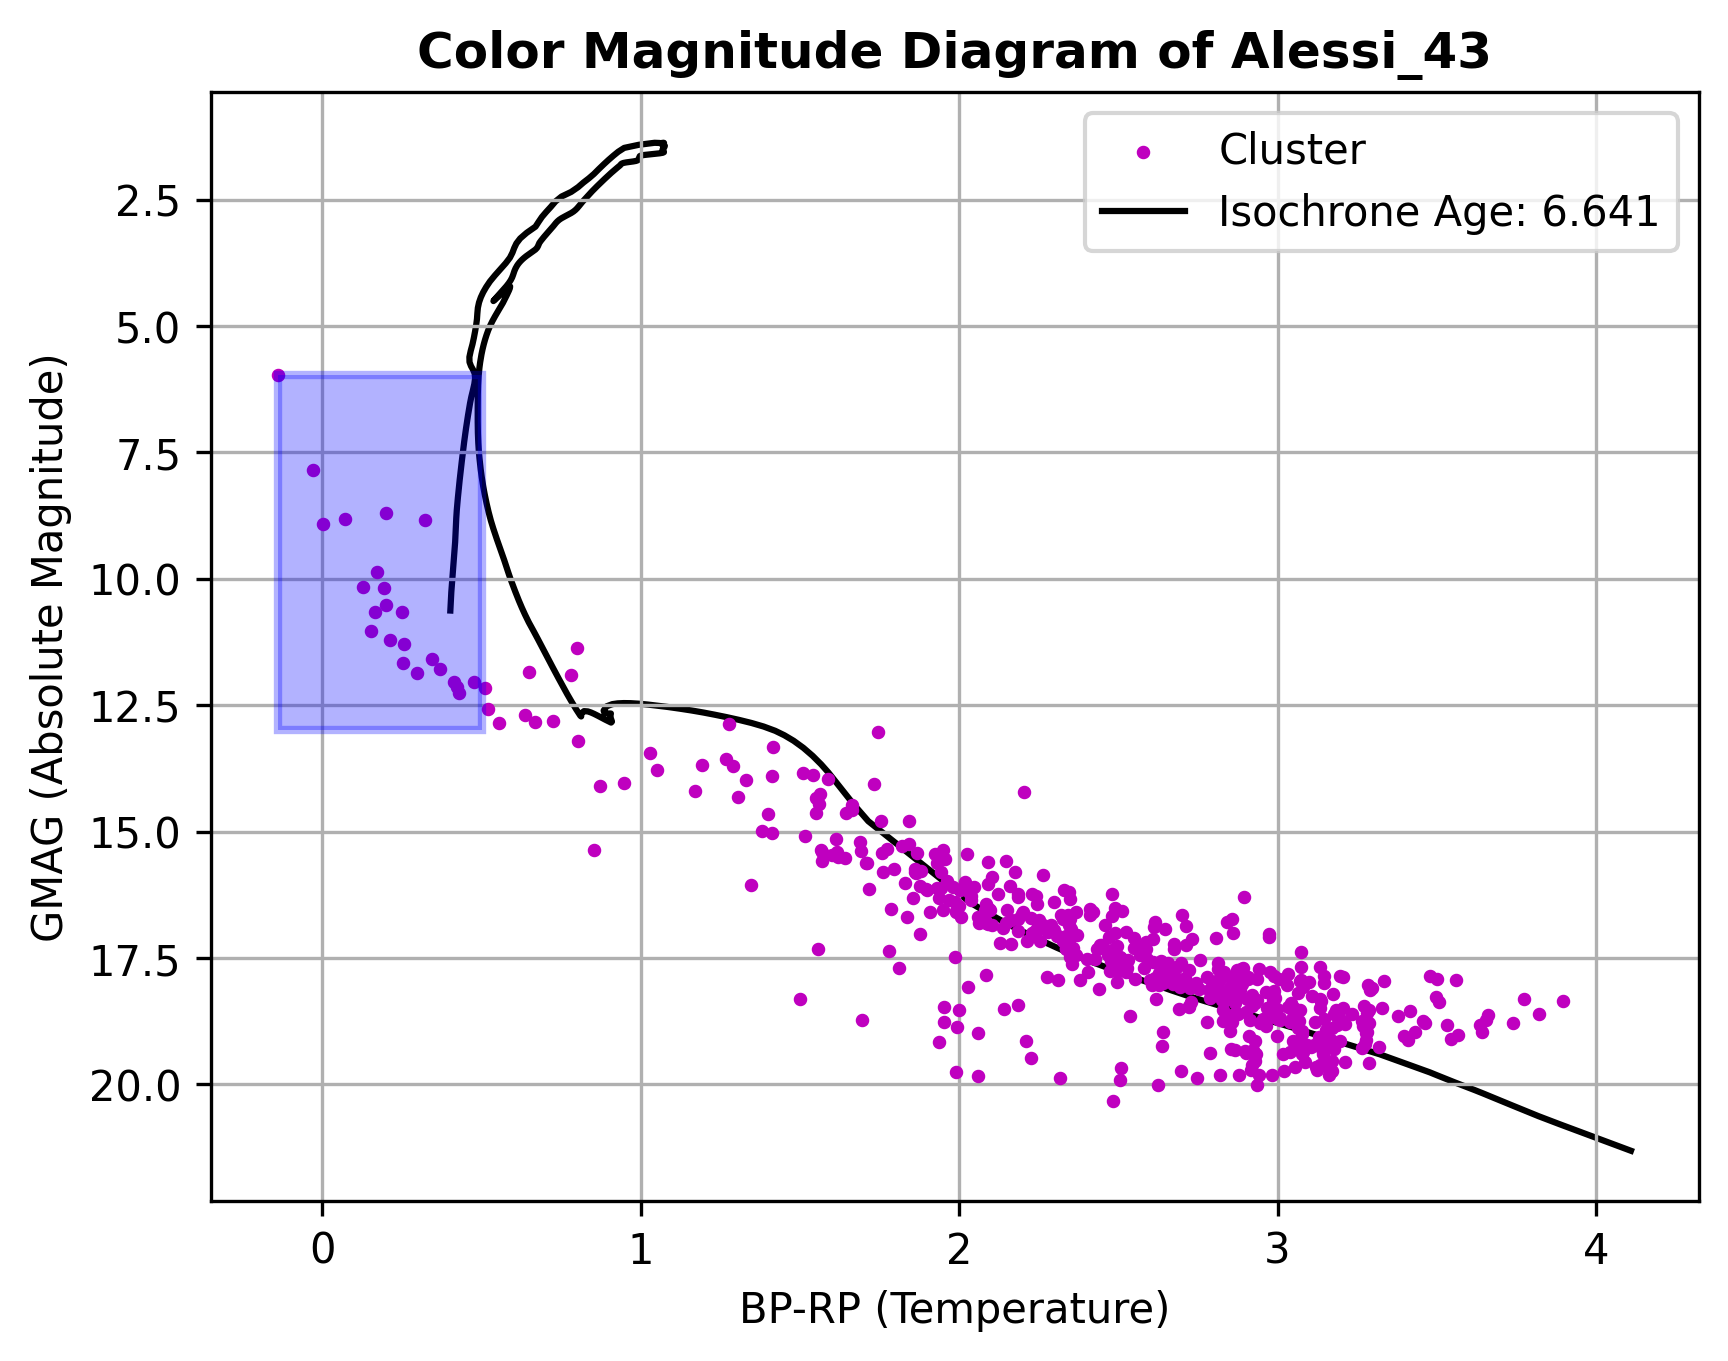 Color Magnitude Diagram of Alessi_43
Cluster
Isochrone Age: 6.641
GMAG (Absolute Magnitude)
2.5
5.0
7.5
10.0
12.5
15.0
17.5
20.0
0 1 2 3 4
BP-RP (Temperature)